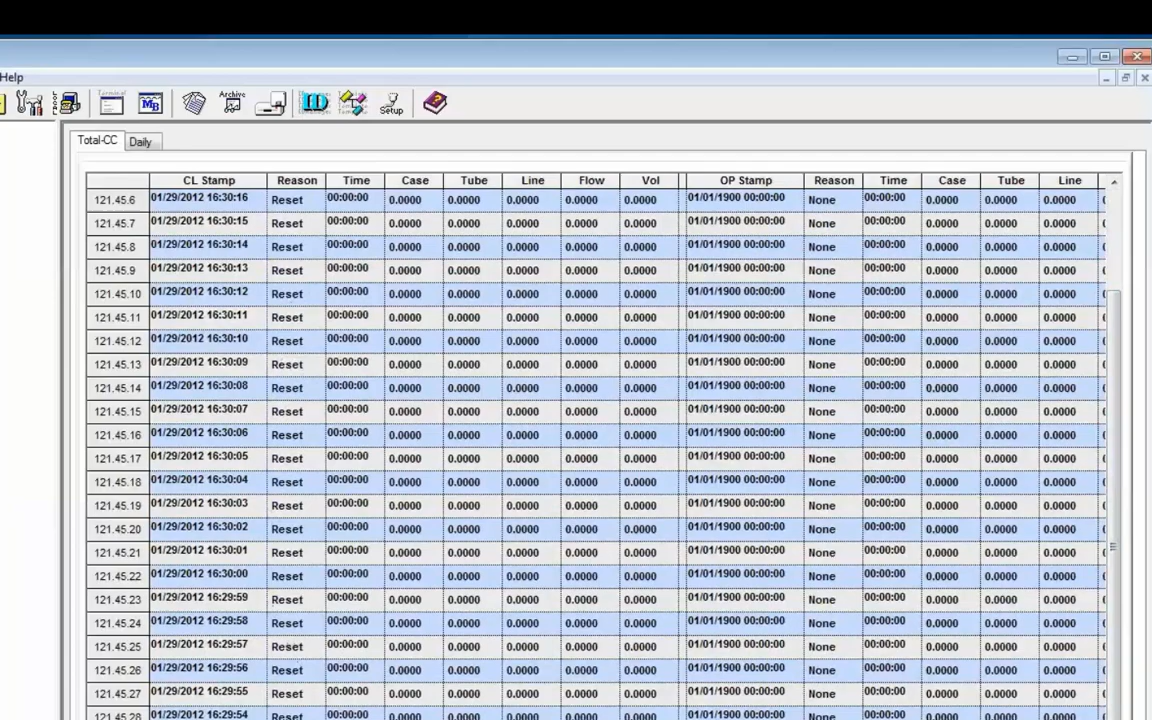 Help
Archive
Setup
Total-CC Daily
CL Stamp Reason Time Case Tube Line Flow Vol OP Stamp Reason Time Case Tube Line
121.45.6 01/29/2012 16:30:16 Reset 00:00:00 0.0000 0.0000 0.0000 0.0000 0.0000 01/01/1900 00:00:00 None 00:00:00 0.0000 0.0000 0.0000
121.45.7 01/29/2012 16:30:15 Reset 00:00:00 0.0000 0.0000 0.0000 0.0000 0.0000 01/01/1900 00:00:00 None 00:00:00 0.0000 0.0000 0.0000
121.45.8 01/29/2012 16:30:14 Reset 00:00:00 0.0000 0.0000 0.0000 0.0000 0.0000 01/01/1900 00:00:00 None 00:00:00 0.0000 0.0000 0.0000
121.45.9 01/29/2012 16:30:13 Reset 00:00:00 0.0000 0.0000 0.0000 0.0000 0.0000 01/01/1900 00:00:00 None 00:00:00 0.0000 0.0000 0.0000
121.45.10 01/29/2012 16:30:12 Reset 00:00:00 0.0000 0.0000 0.0000 0.0000 0.0000 01/01/1900 00:00:00 None 00:00:00 0.0000 0.0000 0.0000
121.45.11 01/29/2012 16:30:11 Reset 00:00:00 0.0000 0.0000 0.0000 0.0000 0.0000 01/01/1900 00:00:00 None 00:00:00 0.0000 0.0000 0.0000
121.45.12 01/29/2012 16:30:10 Reset 00:00:00 0.0000 0.0000 0.0000 0.0000 0.0000 01/01/1900 00:00:00 None 00:00:00 0.0000 0.0000 0.0000
121.45.13 01/29/2012 16:30:09 Reset 00:00:00 0.0000 0.0000 0.0000 0.0000 0.0000 01/01/1900 00:00:00 None 00:00:00 0.0000 0.0000 0.0000
121.45.14 01/29/2012 16:30:08 Reset 00:00:00 0.0000 0.0000 0.0000 0.0000 0.0000 01/01/1900 00:00:00 None 00:00:00 0.0000 0.0000 0.0000
121.45.15 01/29/2012 16:30:07 Reset 00:00:00 0.0000 0.0000 0.0000 0.0000 0.0000 01/01/1900 00:00:00 None 00:00:00 0.0000 0.0000 0.0000
121.45.16 01/29/2012 16:30:06 Reset 00:00:00 0.0000 0.0000 0.0000 0.0000 0.0000 01/01/1900 00:00:00 None 00:00:00 0.0000 0.0000 0.0000
121.45.17 01/29/2012 16:30:05 Reset 00:00:00 0.0000 0.0000 0.0000 0.0000 0.0000 01/01/1900 00:00:00 None 00:00:00 0.0000 0.0000 0.0000
121.45.18 01/29/2012 16:30:04 Reset 00:00:00 0.0000 0.0000 0.0000 0.0000 0.0000 01/01/1900 00:00:00 None 00:00:00 0.0000 0.0000 0.0000
121.45.19 01/29/2012 16:30:03 Reset 00:00:00 0.0000 0.0000 0.0000 0.0000 0.0000 01/01/1900 00:00:00 None 00:00:00 0.0000 0.0000 0.0000
121.45.20 01/29/2012 16:30:02 Reset 00:00:00 0.0000 0.0000 0.0000 0.0000 0.0000 01/01/1900 00:00:00 None 00:00:00 0.0000 0.0000 0.0000
121.45.21 01/29/2012 16:30:01 Reset 00:00:00 0.0000 0.0000 0.0000 0.0000 0.0000 01/01/1900 00:00:00 None 00:00:00 0.0000 0.0000 0.0000
121.45.22 01/29/2012 16:30:00 Reset 00:00:00 0.0000 0.0000 0.0000 0.0000 0.0000 01/01/1900 00:00:00 None 00:00:00 0.0000 0.0000 0.0000
121.45.23 01/29/2012 16:29:59 Reset 00:00:00 0.0000 0.0000 0.0000 0.0000 0.0000 01/01/1900 00:00:00 None 00:00:00 0.0000 0.0000 0.0000
121.45.24 01/29/2012 16:29:58 Reset 00:00:00 0.0000 0.0000 0.0000 0.0000 0.0000 01/01/1900 00:00:00 None 00:00:00 0.0000 0.0000 0.0000
121.45.25 01/29/2012 16:29:57 Reset 00:00:00 0.0000 0.0000 0.0000 0.0000 0.0000 01/01/1900 00:00:00 None 00:00:00 0.0000 0.0000 0.0000
121.45.26 01/29/2012 16:29:56 Reset 00:00:00 0.0000 0.0000 0.0000 0.0000 0.0000 01/01/1900 00:00:00 None 00:00:00 0.0000 0.0000 0.0000
121.45.27 01/29/2012 16:29:55 Reset 00:00:00 0.0000 0.0000 0.0000 0.0000 0.0000 01/01/1900 00:00:00 None 00:00:00 0.0000 0.0000 0.0000
121.45.28 01/29/2012 16:29:54 Reset 00:00:00 0.0000 0.0000 0.0000 0.0000 0.0000 01/01/1900 00:00:00 None 00:00:00 0.0000 0.0000 0.0000